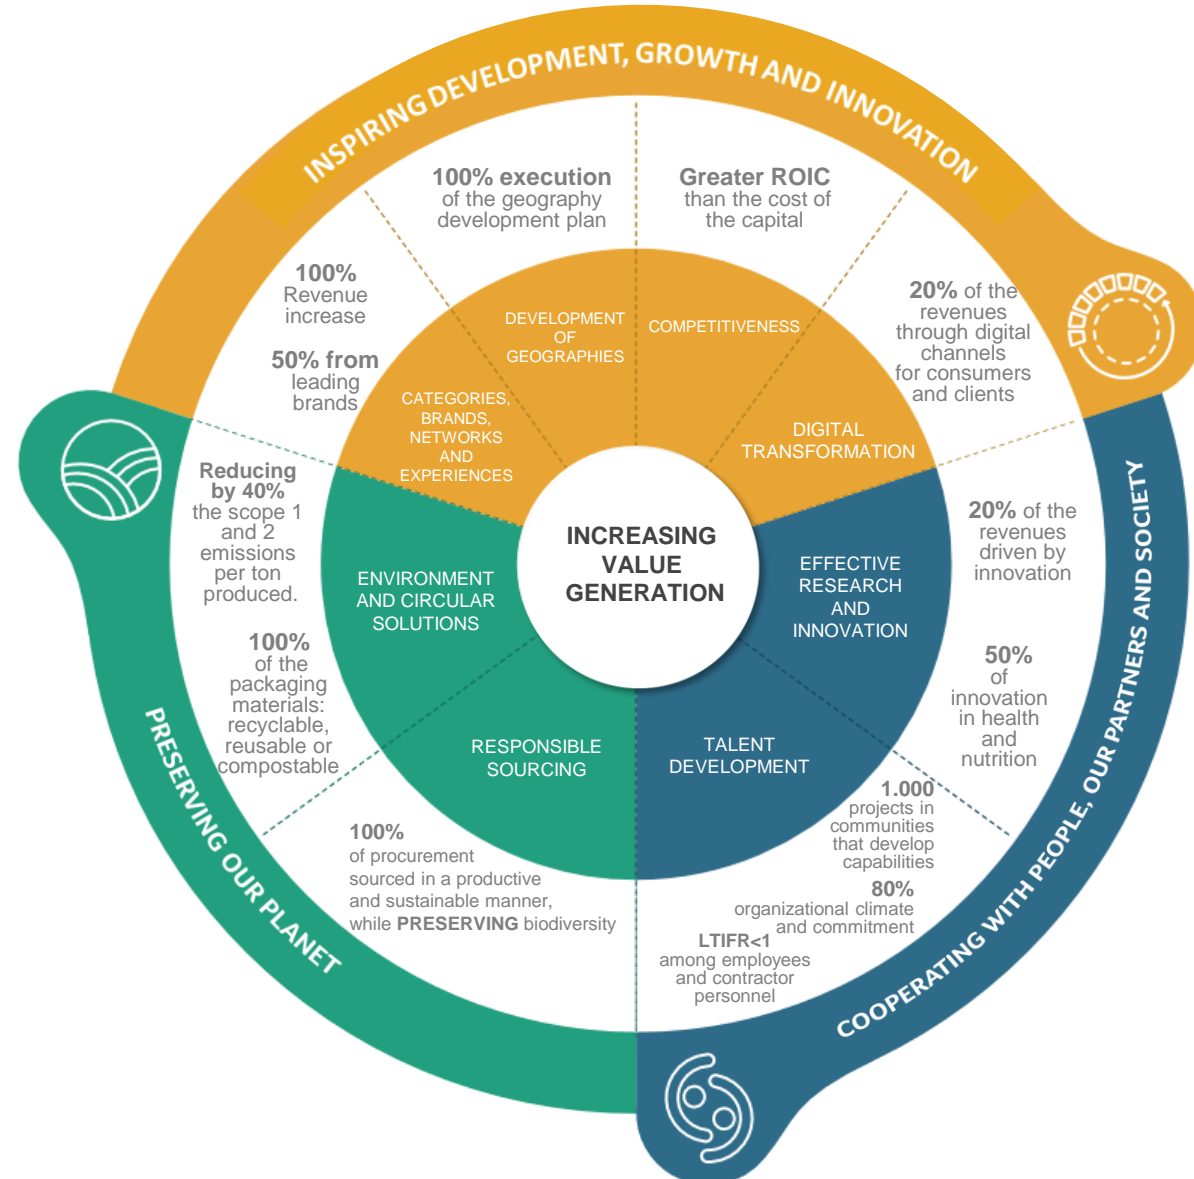 INSPIRING DEVELOPMENT, GROWTH AND INNOVATION
100% execution
of the geography
development plan
Greater ROIC
than the cost of
the capital
100%
Revenue
increase
50% from
leading
brands
20% of the
revenues
through digital
channels
for consumers
and clients
DEVELOPMENT
OF
GEOGRAPHIES
COMPETITIVENESS
CATEGORIES,
BRANDS,
NETWORKS
AND
EXPERIENCES
DIGITAL
TRANSFORMATION
INCREASING
VALUE
GENERATION
Reducing
by 40%
the scope 1
and 2
emissions
per ton
produced.
100%
of the
packaging
materials:
recyclable,
reusable or
compostable
ENVIRONMENT
AND CIRCULAR
SOLUTIONS
RESPONSIBLE
SOURCING
100%
of procurement
sourced in a productive
and sustainable manner,
while PRESERVING biodiversity
PRESERVING OUR PLANET
EFFECTIVE
RESEARCH
AND
INNOVATION
20% of the
revenues
driven by
innovation
50%
of
innovation
in health
and
nutrition
TALENT
DEVELOPMENT
1.000
projects in
communities
that develop
capabilities
80%
organizational climate
and commitment
LTIFR<1
among employees
and contractor
personnel
COOPERATING WITH PEOPLE, OUR PARTNERS AND SOCIETY